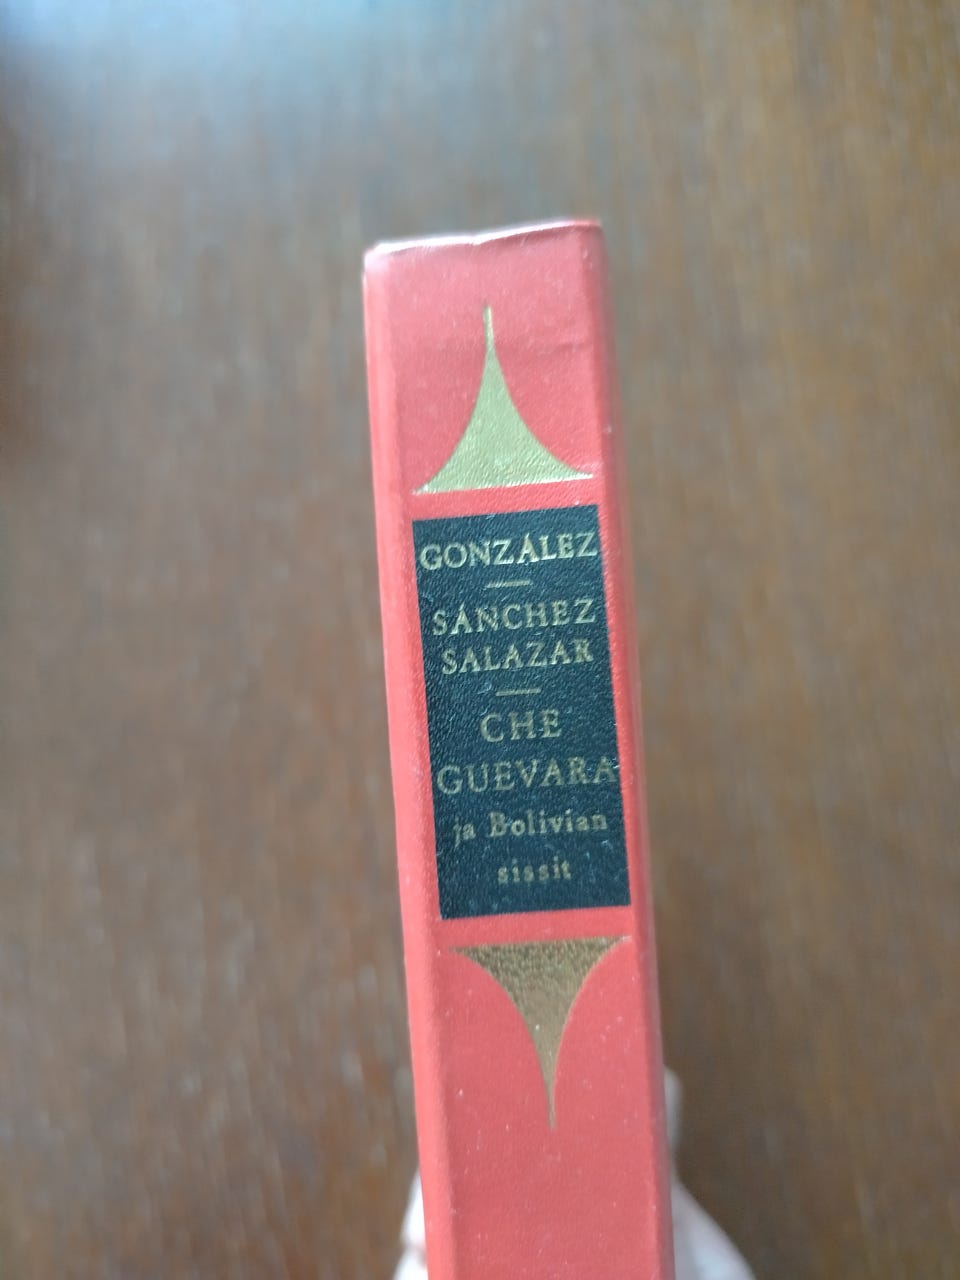 GONZÁLEZ
SÁNCHEZ
SALAZAR
CHE
GUEVARA
ja Bolivian
sissit